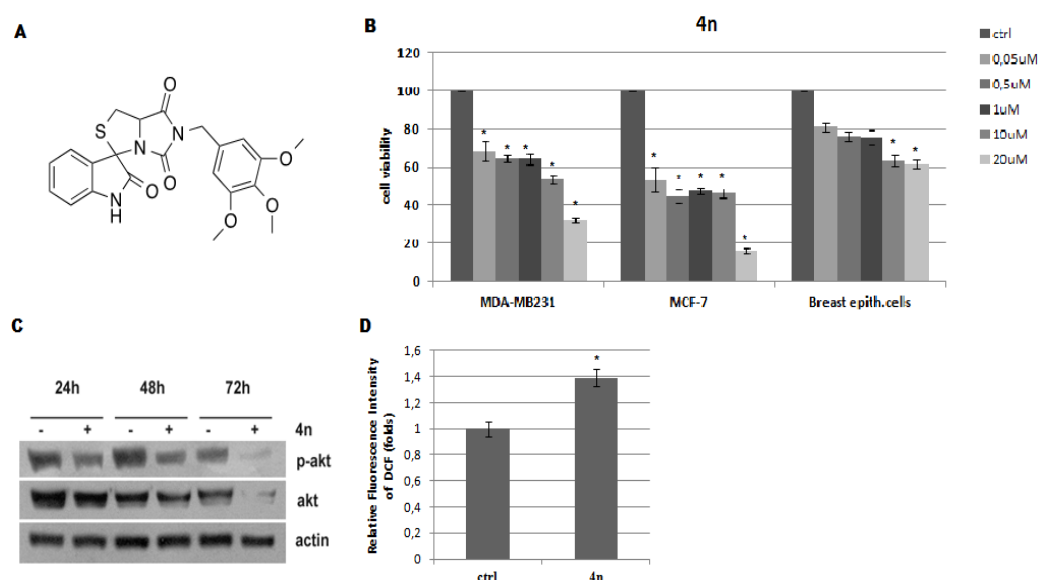 A
O
S
N
N
O
O
O
N
H
O
O
O
B
4n
cell viability
120
100
80
60
40
20
0
*
* *
*
*
*
*
*
*
*
* *
MDA-MB231
MCF-7
Breast epith.cells
ctrl
0,05uM
0,5uM
1uM
10uM
20uM
C
24h 48h 72h
- + - + - + 4n
p-akt
akt
actin
D
Relative Fluorescence Intensity
of DCF (folds)
1,6
1,4
1,2
1
0,8
0,6
0,4
0,2
0
*
ctrl
4n